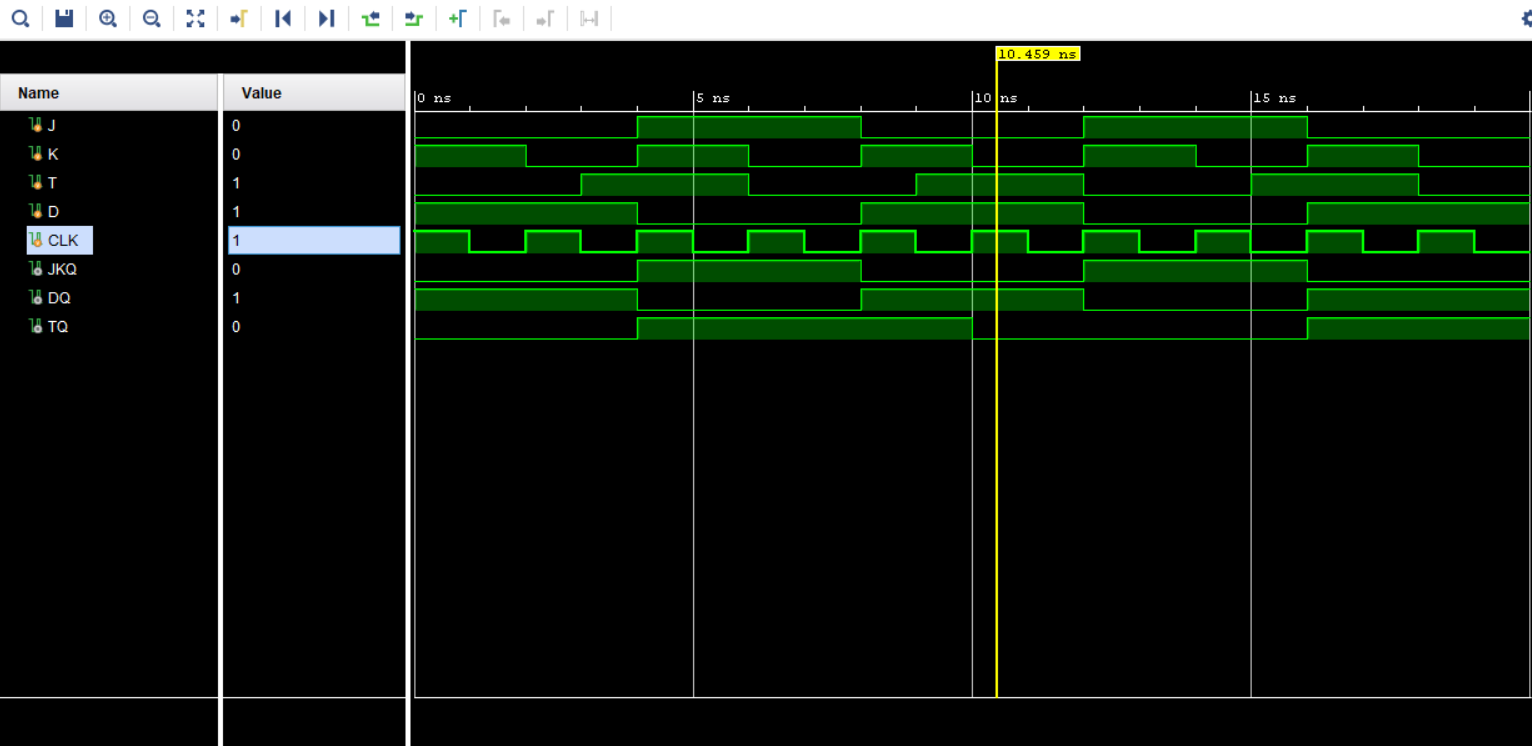 10.459 ns
Name Value
0 ns 5 ns 10 ns 15 ns
J 0
K 0
T 1
D 1
CLK 1
JKQ 0
DQ 1
TQ 0